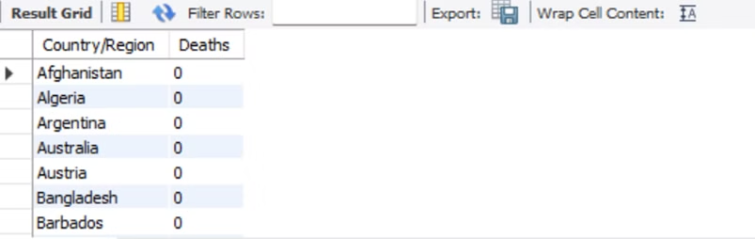 Result Grid Filter Rows: Export: Wrap Cell Content: IA
Country/Region Deaths
Afghanistan 0
Algeria 0
Argentina 0
Australia 0
Austria 0
Bangladesh 0
Barbados 0